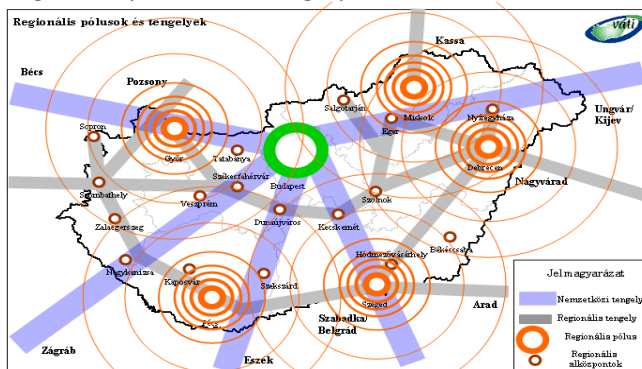 Regionális pólusok és tengelyek
váti
Kassa
Bécs
Pozsony
Ungvár/
Kijev
Salgótarján
Miskolc
Nyíregyháza
Sopron
Eger
Győr
Tatabánya
Debrecen
Székesfehérvár
Budapest
Nagyvárad
Szombathely
Veszprém
Szolnok
Dunaújváros
Kecskemét
Zalaegerszeg
Békéscsaba
Hódmezővásárhely
Nagykanizsa
Kaposvár
Szekszárd
Jelmagyarázat
Pécs
Szeged
Arad
Nemzetközi tengely
Szabadka/
Belgrád
Regionális tengely
Regionális pólus
Zágráb
Eszék
Regionális
alközpontok